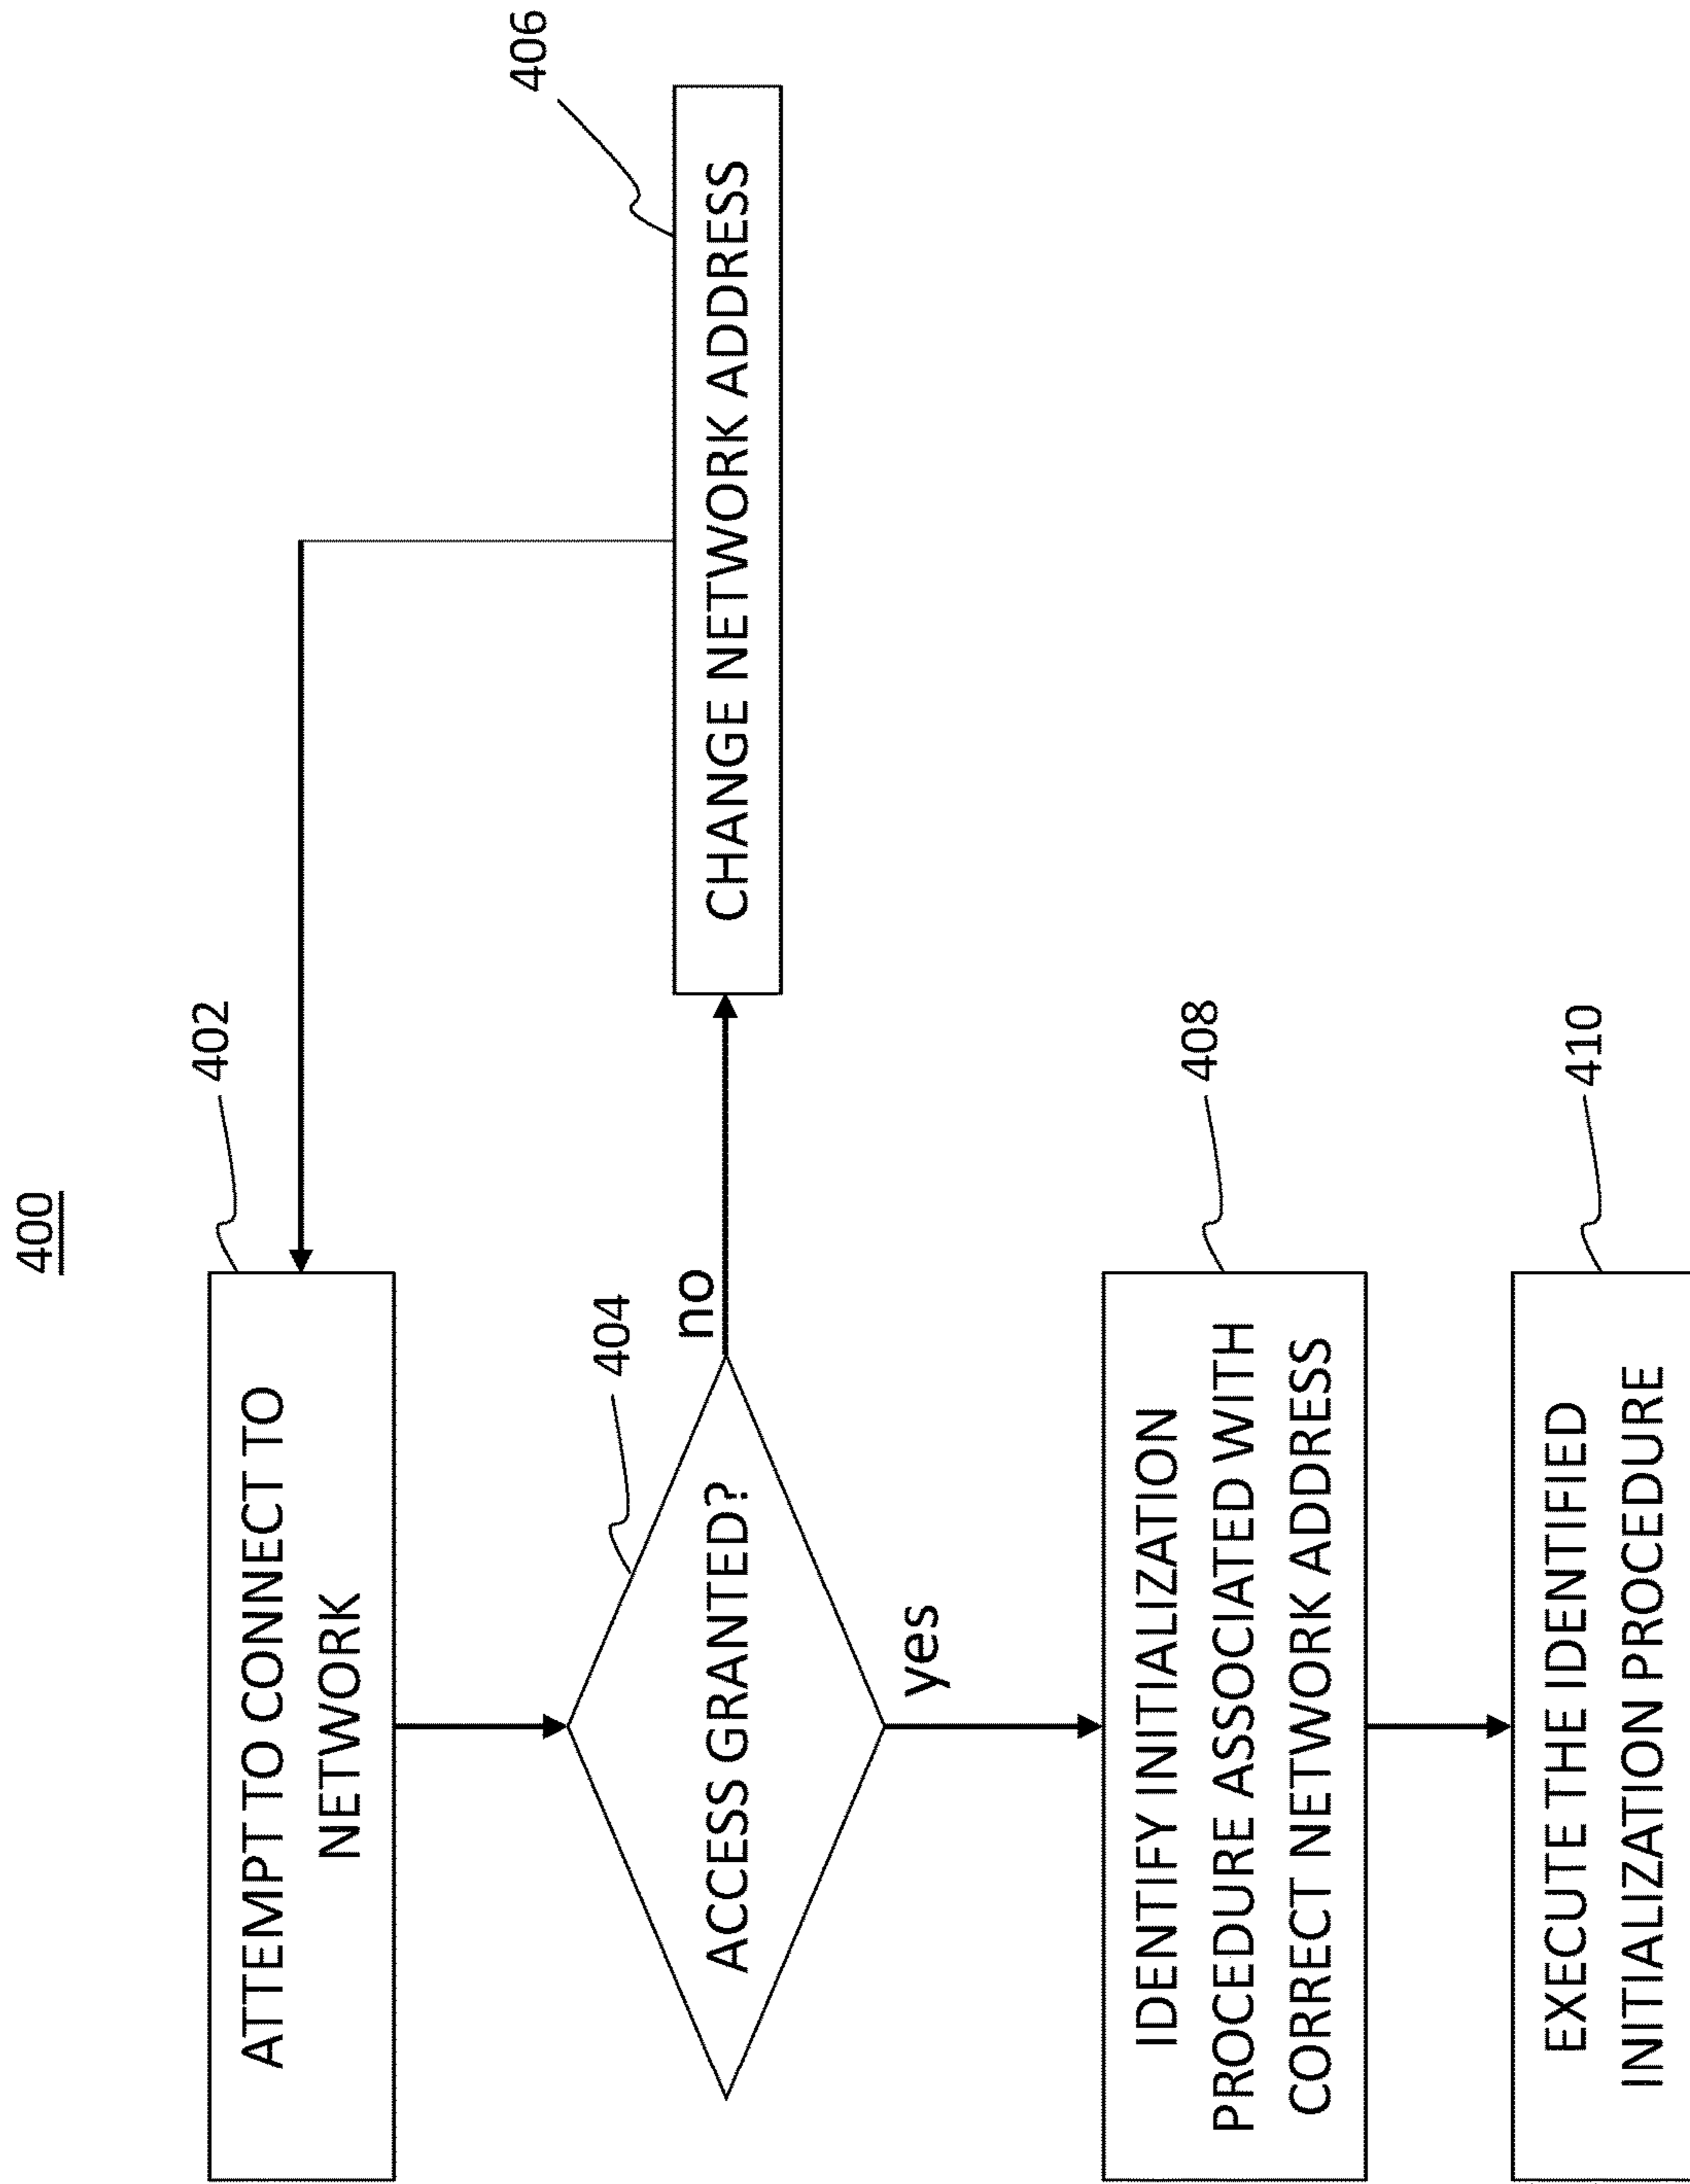 400
402
ATTEMPT TO CONNECT TO
NETWORK
404
ACCESS GRANTED?
no
406
CHANGE NETWORK ADDRESS
yes
408
IDENTIFY INITIALIZATION
PROCEDURE ASSOCIATED WITH
CORRECT NETWORK ADDRESS
410
EXECUTE THE IDENTIFIED
INITIALIZATION PROCEDURE